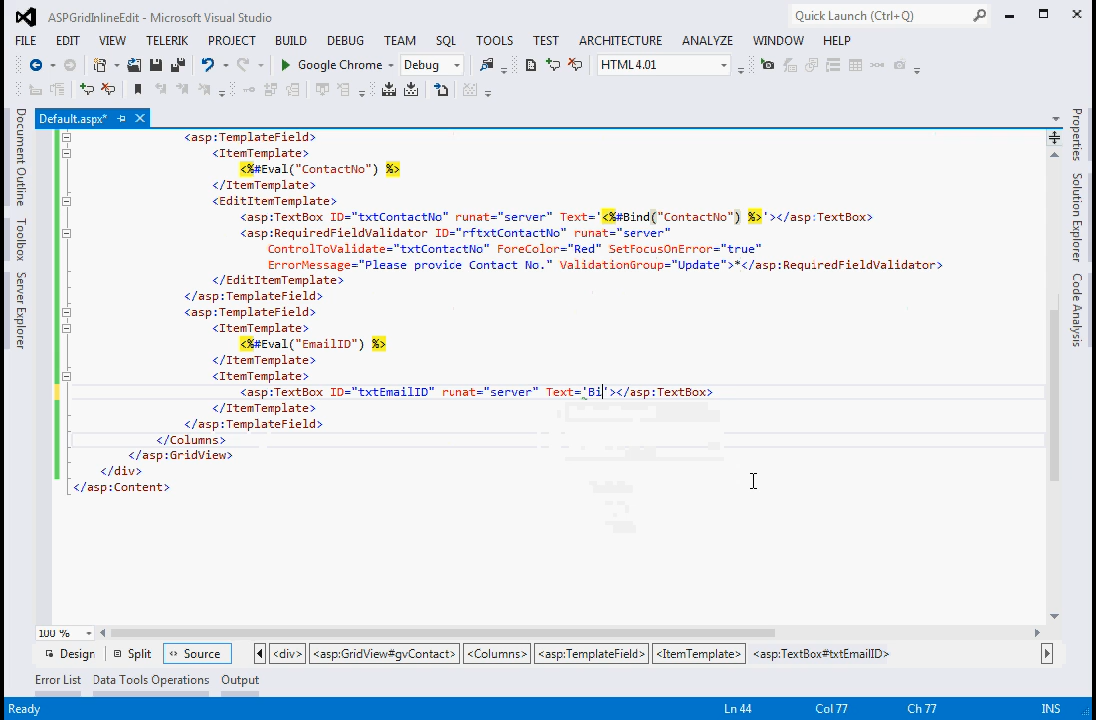 ASPGridInlineEdit - Microsoft Visual Studio
Quick Launch (Ctrl+Q)
FILE EDIT VIEW TELERIK PROJECT BUILD DEBUG TEAM SQL TOOLS TEST ARCHITECTURE ANALYZE WINDOW HELP
Google Chrome Debug HTML 4.01
Default.aspx*
Document Outline
Toolbox
Server Explorer
<asp:TemplateField>
<ItemTemplate>
<%#Eval("ContactNo") %>
</ItemTemplate>
<EditItemTemplate>
<asp:TextBox ID="txtContactNo" runat="server" Text='<%#Bind("ContactNo") %>'></asp:TextBox>
<asp:RequiredFieldValidator ID="rftxtContactNo" runat="server"
ControlToValidate="txtContactNo" ForeColor="Red" SetFocusOnError="true"
ErrorMessage="Please provide Contact No." ValidationGroup="Update">*</asp:RequiredFieldValidator>
</EditItemTemplate>
</asp:TemplateField>
<asp:TemplateField>
<ItemTemplate>
<%#Eval("EmailID") %>
</ItemTemplate>
<ItemTemplate>
<asp:TextBox ID="txtEmailID" runat="server" Text='Bi'></asp:TextBox>
</ItemTemplate>
</asp:TemplateField>
</Columns>
</asp:GridView>
</div>
</asp:Content>
Properties
Solution Explorer
Code Analysis
100 %
Design Split Source <div> <asp:GridView#gvContact> <Columns> <asp:TemplateField> <ItemTemplate> <asp:TextBox#txtEmailID>
Error List Data Tools Operations Output
Ready Ln 44 Col 77 Ch 77 INS